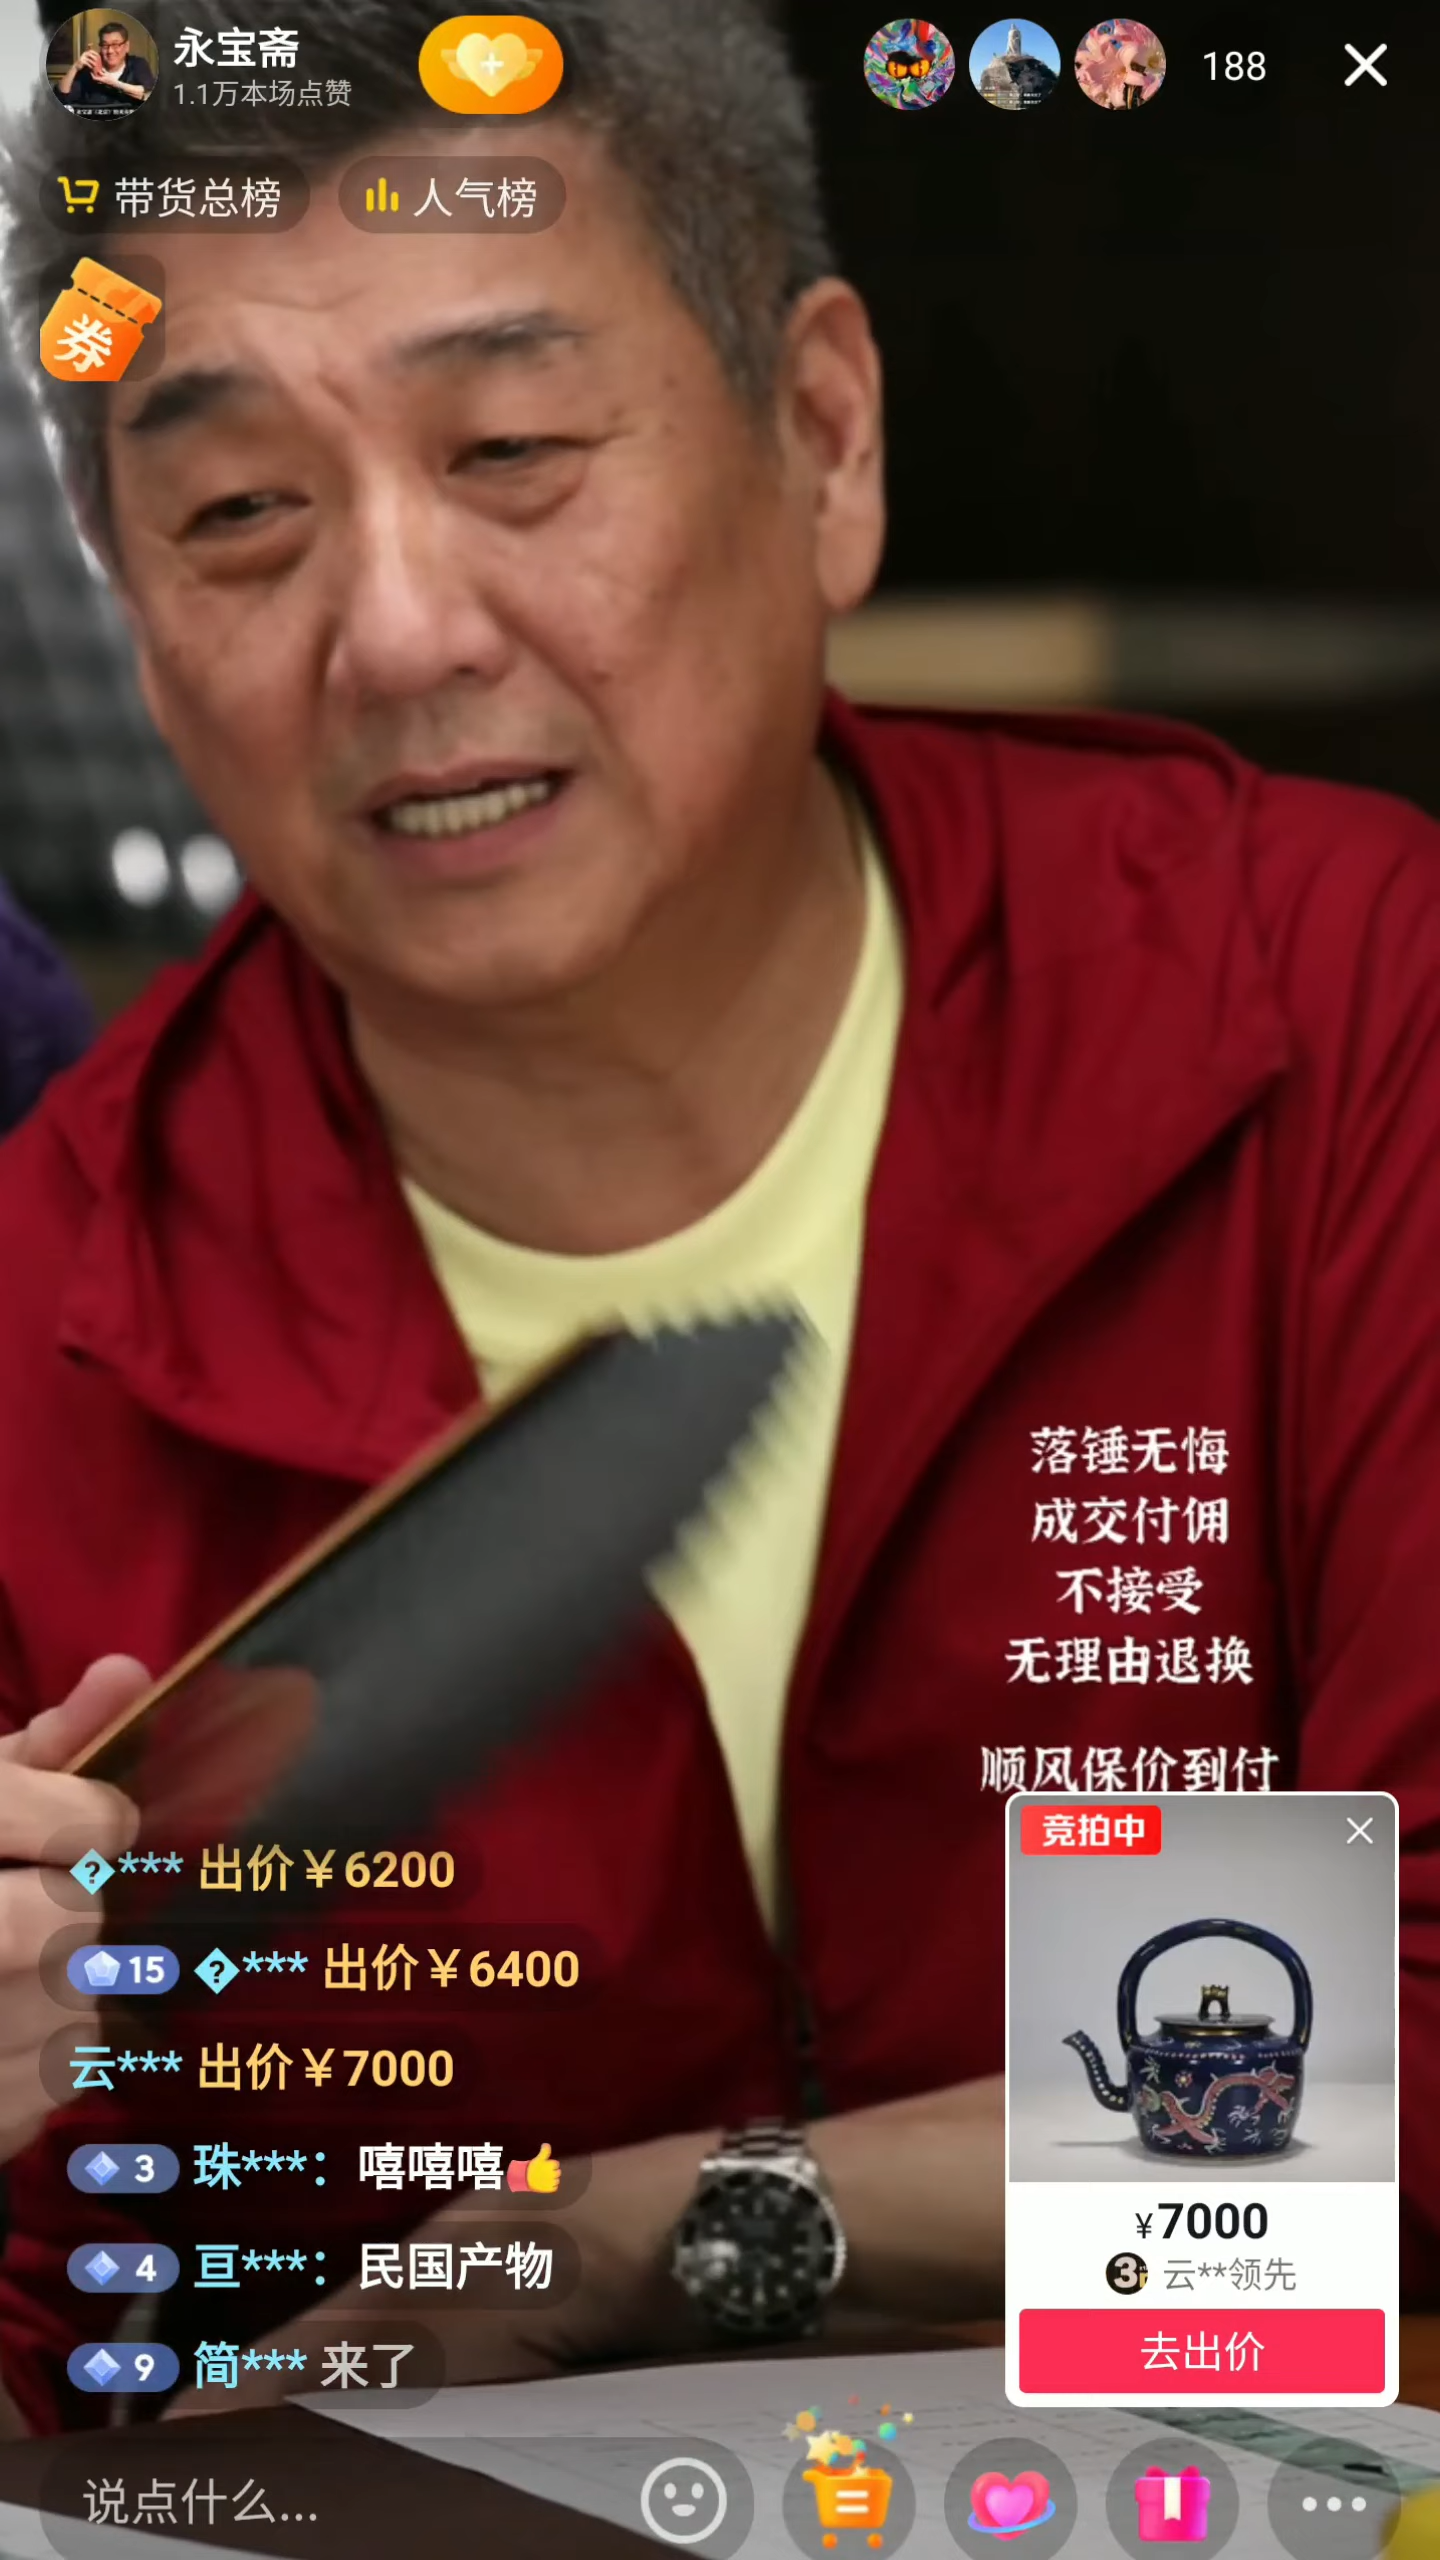 永宝斋
1.1万本场点赞
188
带货总榜
人气榜
券
落锤无悔
成交付佣
不接受
无理由退换
顺风保价到付
竞拍中
¥7000
云**领先
去出价
*** 出价¥6200
15 *** 出价¥6400
云*** 出价¥7000
3 珠***：嘻嘻嘻👍
4 亘***：民国产物
9 简*** 来了
说点什么...